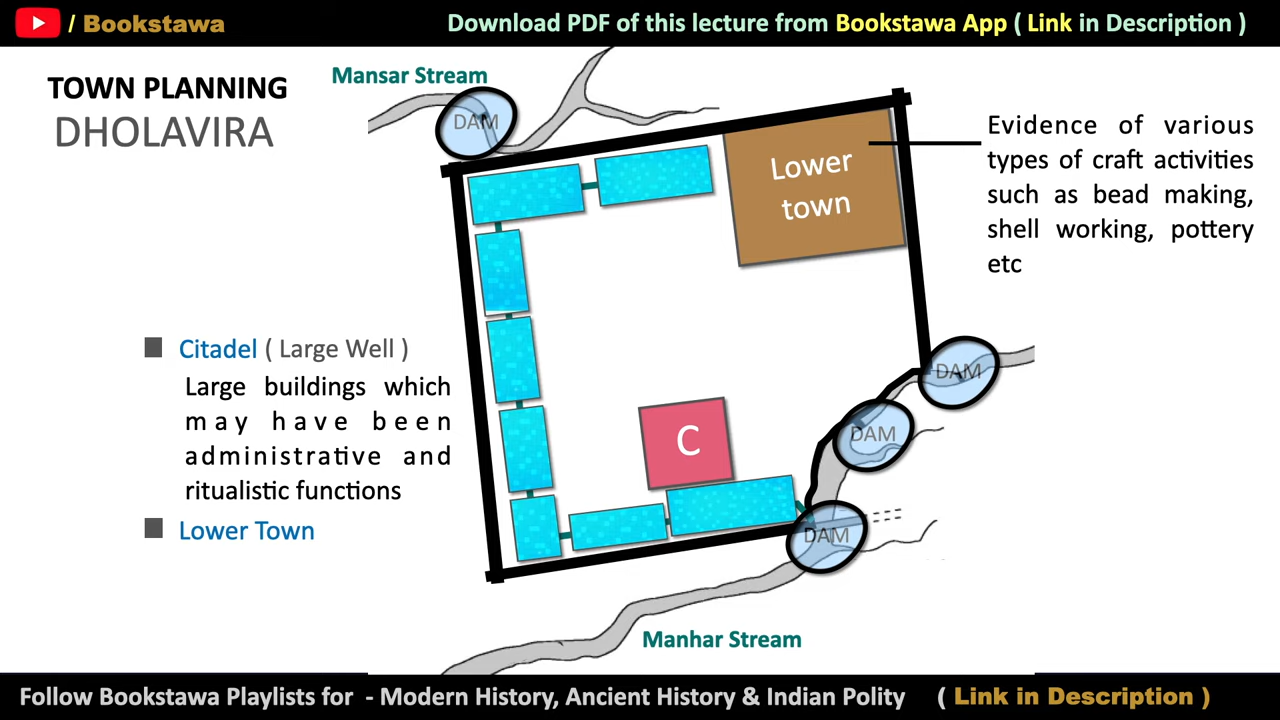 / Bookstawa
Download PDF of this lecture from Bookstawa App ( Link in Description )
TOWN PLANNING
DHOLAVIRA
Mansar Stream
DAM
Lower
town
Evidence of various
types of craft activities
such as bead making,
shell working, pottery
etc
Citadel ( Large Well )
Large buildings which
may have been
administrative and
ritualistic functions
Lower Town
C
DAM
DAM
DAM
Manhar Stream
Follow Bookstawa Playlists for - Modern History, Ancient History & Indian Polity ( Link in Description )